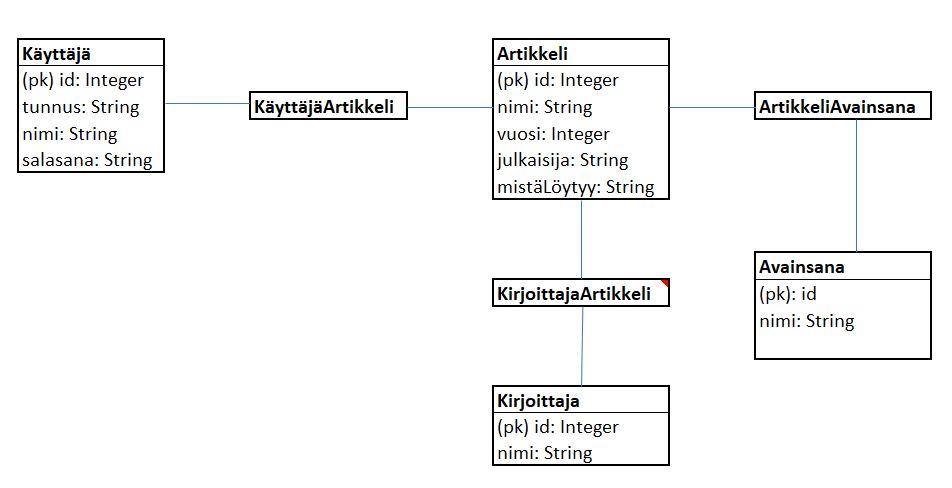 Käyttäjä
(pk) id: Integer
tunnus: String
nimi: String
salasana: String
KäyttäjäArtikkeli
Artikkeli
(pk) id: Integer
nimi: String
vuosi: Integer
julkaisija: String
mistäLöytyy: String
ArtikkeliAvainsana
KirjoittajaArtikkeli
Avainsana
(pk): id
nimi: String
Kirjoittaja
(pk) id: Integer
nimi: String